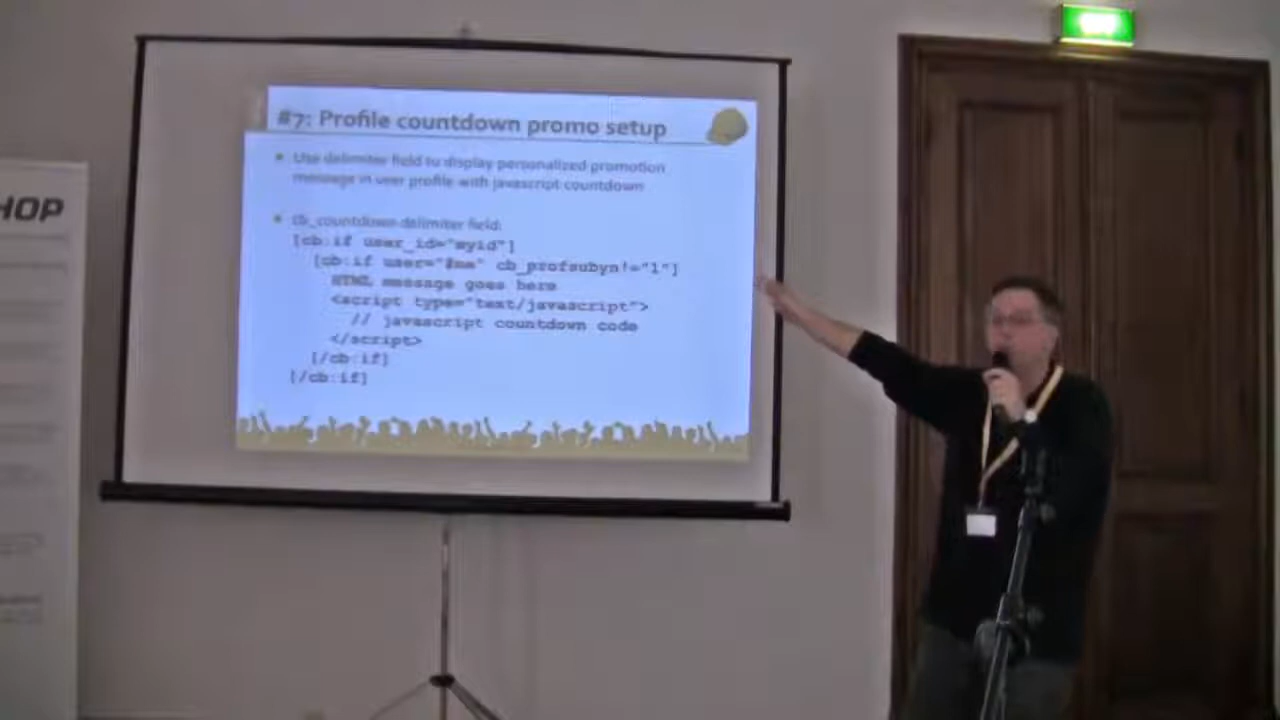 #7: Profile countdown promo setup
Use delimiter field to display personalized promotion
message in user profile with javascript countdown
cb_countdown delimiter field:
[cb:if user_id="myid"]
[cb:if user="#me" cb_profsubyn!="1"]
HTML message goes here
<script type="text/javascript">
// javascript countdown code
</script>
[/cb:if]
[/cb:if]
HOP